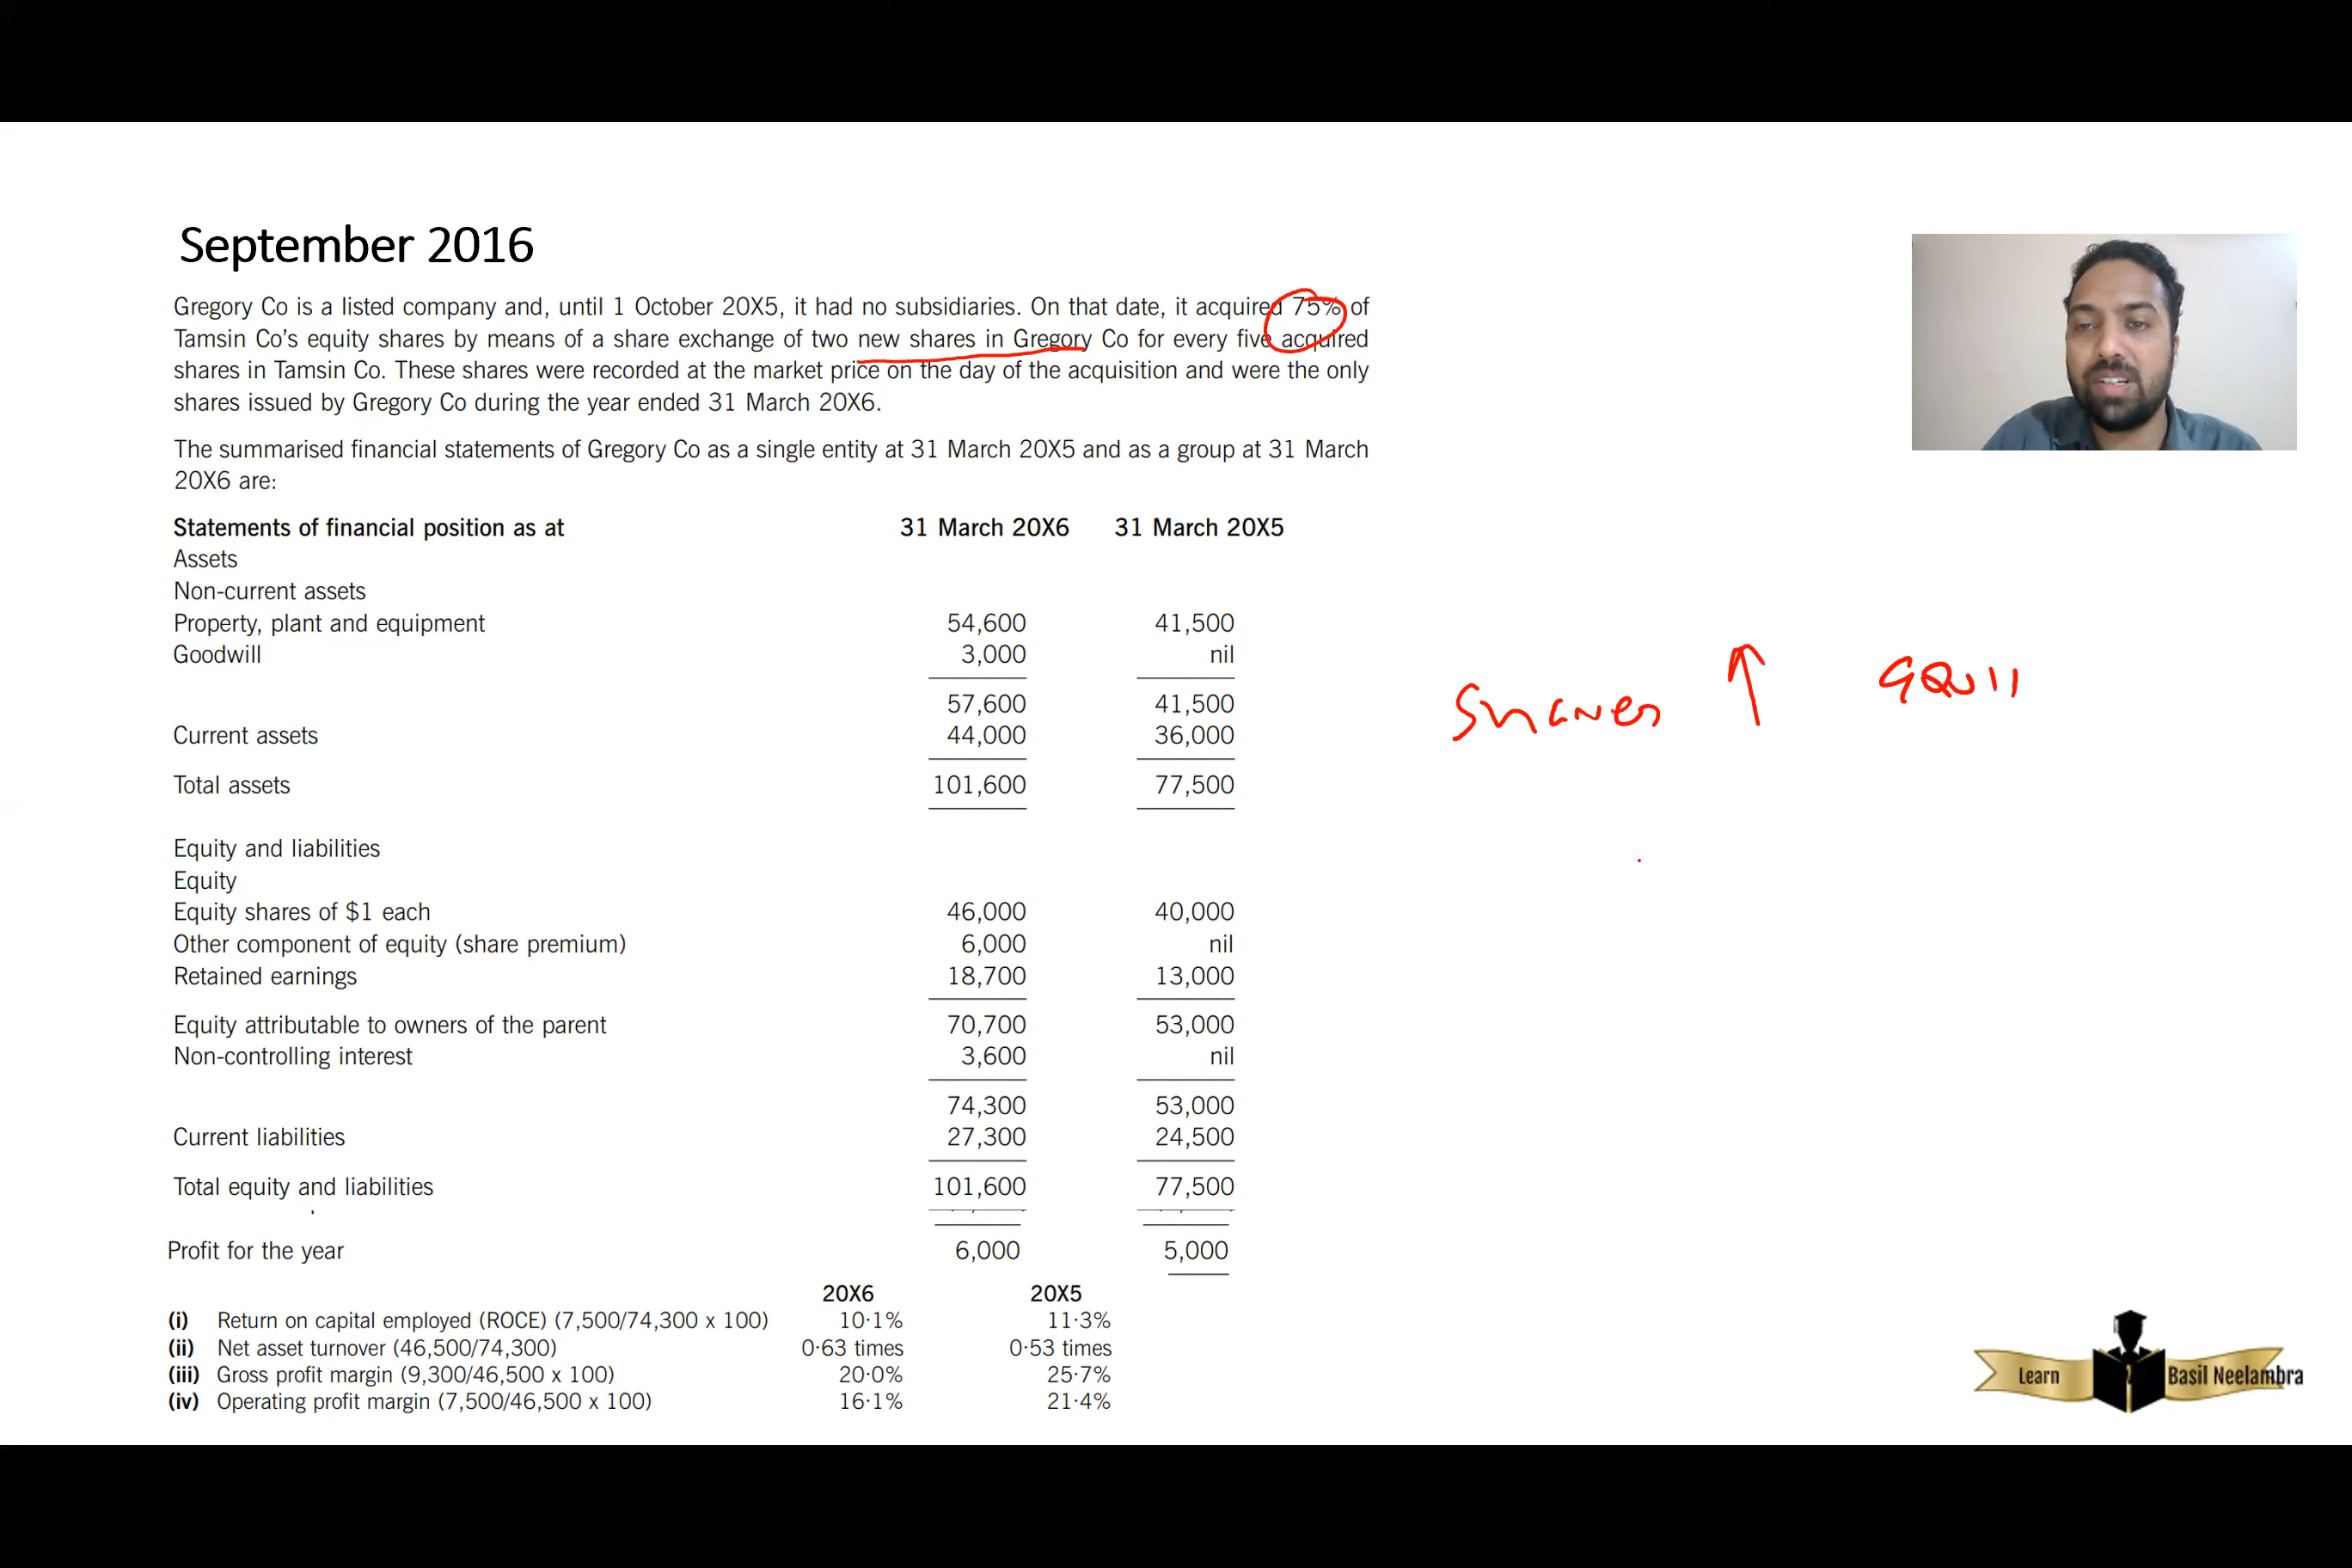 September 2016
Gregory Co is a listed company and, until 1 October 20X5, it had no subsidiaries. On that date, it acquired 75% of
Tamsin Co's equity shares by means of a share exchange of two new shares in Gregory Co for every five acquired
shares in Tamsin Co. These shares were recorded at the market price on the day of the acquisition and were the only
shares issued by Gregory Co during the year ended 31 March 20X6.
The summarised financial statements of Gregory Co as a single entity at 31 March 20X5 and as a group at 31 March
20X6 are:
Statements of financial position as at 31 March 20X6 31 March 20X5
Assets
Non-current assets
Property, plant and equipment 54,600 41,500
Goodwill 3,000 nil
57,600 41,500
Current assets 44,000 36,000
Total assets 101,600 77,500
Equity and liabilities
Equity
Equity shares of $1 each 46,000 40,000
Other component of equity (share premium) 6,000 nil
Retained earnings 18,700 13,000
Equity attributable to owners of the parent 70,700 53,000
Non-controlling interest 3,600 nil
74,300 53,000
Current liabilities 27,300 24,500
Total equity and liabilities 101,600 77,500
Profit for the year 6,000 5,000
20X6 20X5
(i) Return on capital employed (ROCE) (7,500/74,300 x 100) 10·1% 11·3%
(ii) Net asset turnover (46,500/74,300) 0·63 times 0·53 times
(iii) Gross profit margin (9,300/46,500 x 100) 20·0% 25·7%
(iv) Operating profit margin (7,500/46,500 x 100) 16·1% 21·4%
Shares ↑
Learn Basil Neelambra